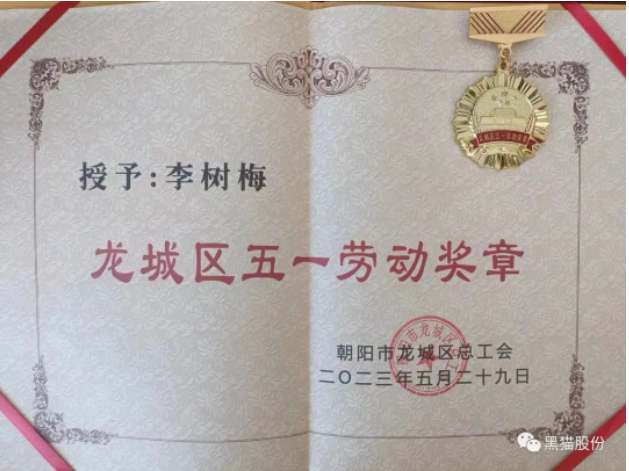 授予：李树梅
龙城区五一劳动奖章
朝阳市龙城区总工会
二〇二三年五月二十九日
黑猫股份